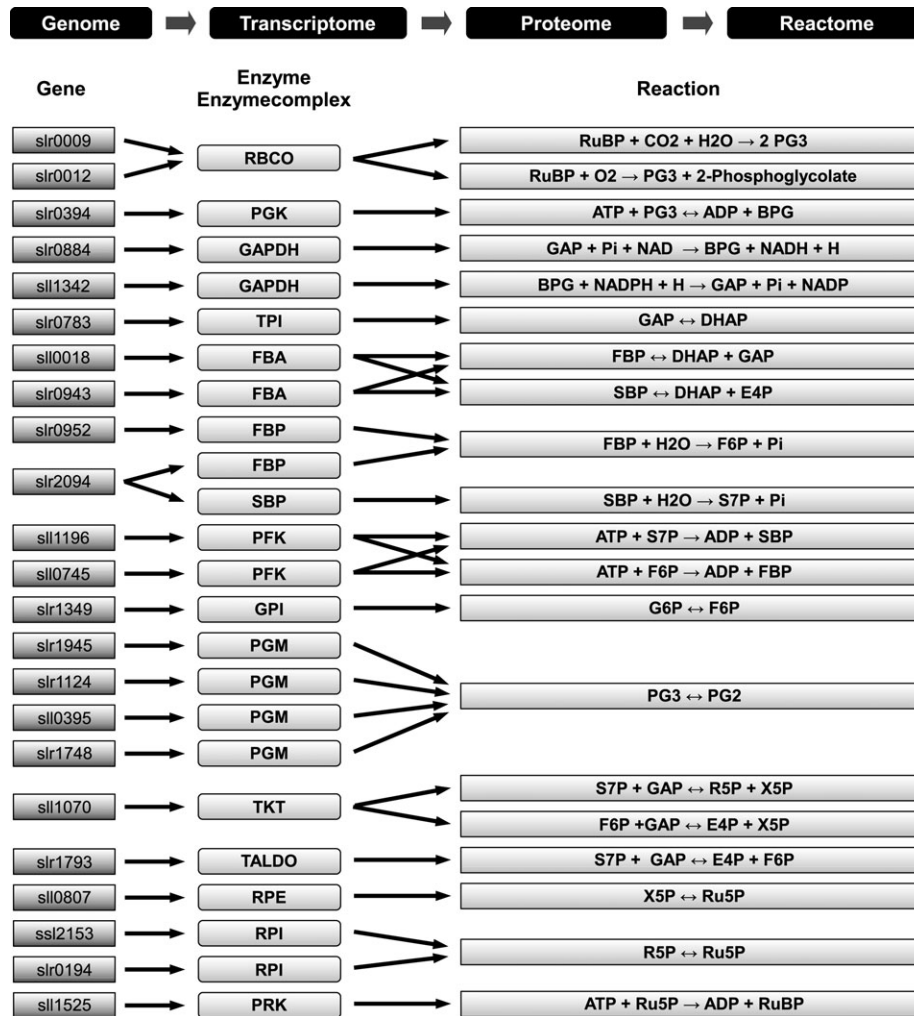 Genome Transcriptome Proteome Reactome
Gene Enzyme Enzymecomplex Reaction
slr0009
RBCO
RuBP + CO2 + H2O → 2 PG3
slr0012
RuBP + O2 → PG3 + 2-Phosphoglycolate
slr0394 PGK ATP + PG3 ↔ ADP + BPG
slr0884 GAPDH GAP + Pi + NAD → BPG + NADH + H
sll1342 GAPDH BPG + NADPH + H → GAP + Pi + NADP
slr0783 TPI GAP ↔ DHAP
sll0018 FBA FBP ↔ DHAP + GAP
slr0943 FBA SBP ↔ DHAP + E4P
slr0952 FBP
FBP + H2O → F6P + Pi
slr2094
FBP
SBP SBP + H2O → S7P + Pi
sll1196 PFK ATP + S7P → ADP + SBP
sll0745 PFK ATP + F6P → ADP + FBP
slr1349 GPI G6P ↔ F6P
slr1945 PGM
slr1124 PGM
PG3 ↔ PG2
sll0395 PGM
slr1748 PGM
sll1070 TKT
S7P + GAP ↔ R5P + X5P
F6P +GAP ↔ E4P + X5P
slr1793 TALDO S7P + GAP ↔ E4P + F6P
sll0807 RPE X5P ↔ Ru5P
ssl2153 RPI
R5P ↔ Ru5P
slr0194 RPI
sll1525 PRK ATP + Ru5P → ADP + RuBP